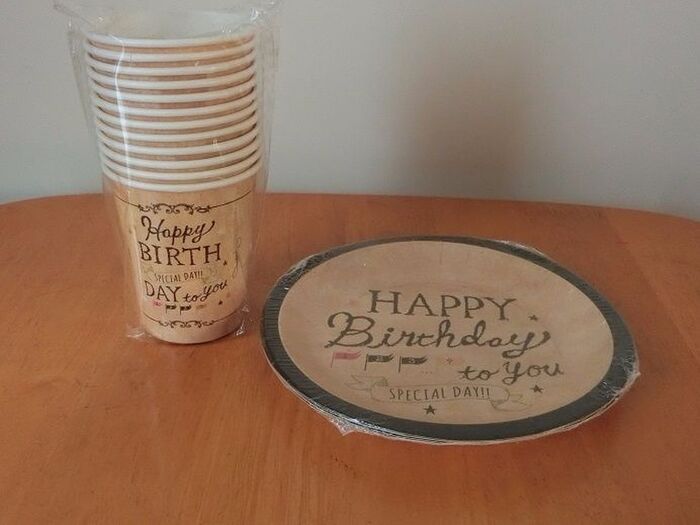 Happy
BIRTH
SPECIAL DAY!!
DAY to you
HAPPY
Birthday
to you
SPECIAL DAY!!